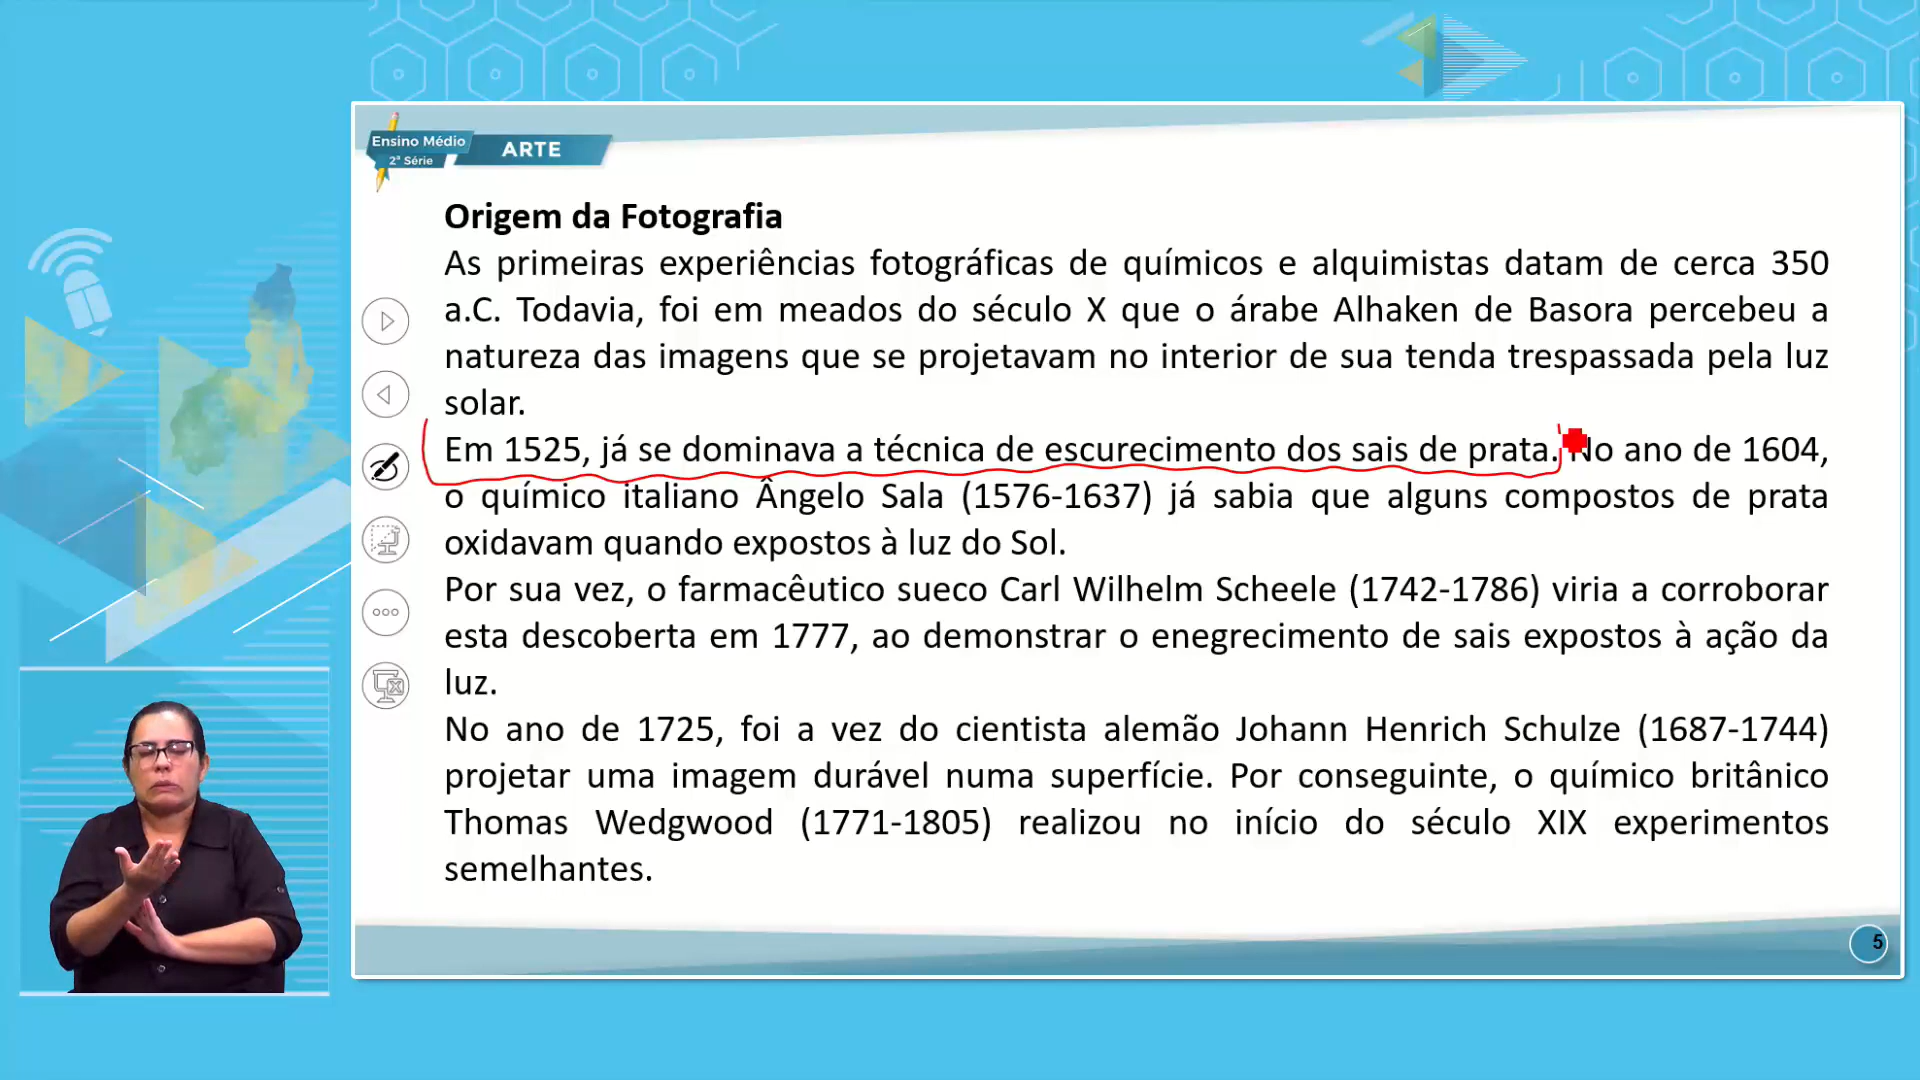 Ensino Médio
2ª Série
ARTE
Origem da Fotografia
As primeiras experiências fotográficas de químicos e alquimistas datam de cerca 350
a.C. Todavia, foi em meados do século X que o árabe Alhaken de Basora percebeu a
natureza das imagens que se projetavam no interior de sua tenda trespassada pela luz
solar.
Em 1525, já se dominava a técnica de escurecimento dos sais de prata. No ano de 1604,
o químico italiano Ângelo Sala (1576-1637) já sabia que alguns compostos de prata
oxidavam quando expostos à luz do Sol.
Por sua vez, o farmacêutico sueco Carl Wilhelm Scheele (1742-1786) viria a corroborar
esta descoberta em 1777, ao demonstrar o enegrecimento de sais expostos à ação da
luz.
No ano de 1725, foi a vez do cientista alemão Johann Henrich Schulze (1687-1744)
projetar uma imagem durável numa superfície. Por conseguinte, o químico britânico
Thomas Wedgwood (1771-1805) realizou no início do século XIX experimentos
semelhantes.
5